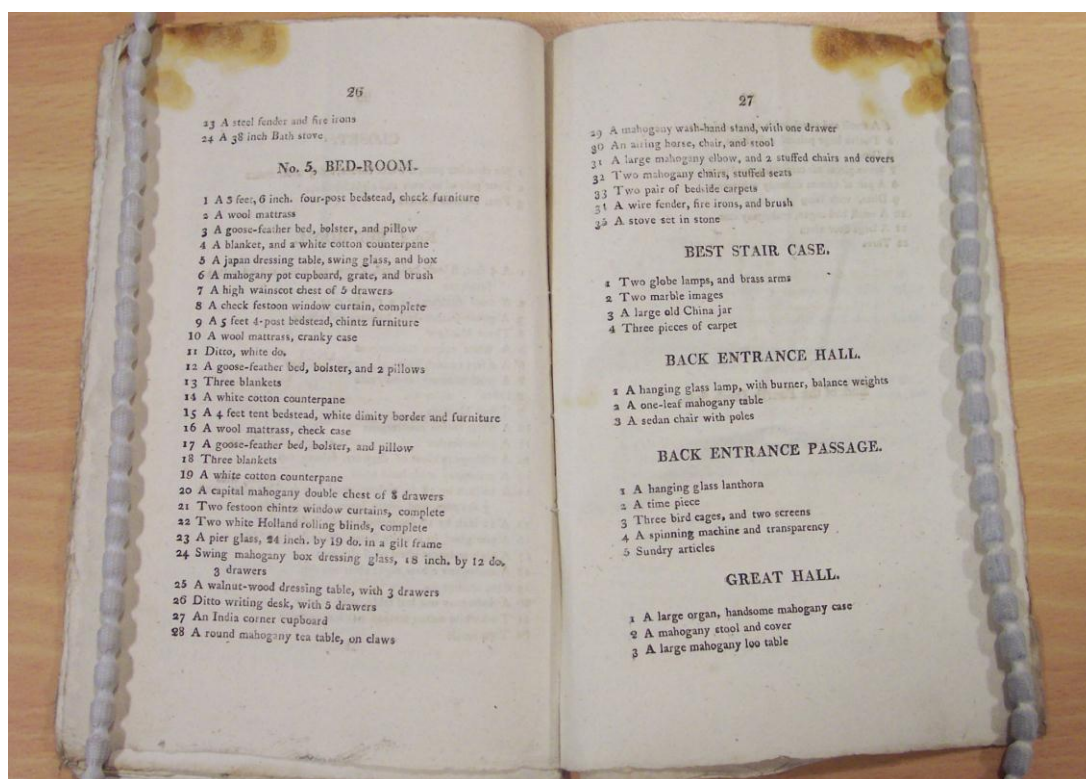 26
23 A steel fender and fire irons
24 A 38 inch Bath stove
No. 5, BED-ROOM.
1 A 3 feet, 6 inch. four-post bedstead, check furniture
2 A wool mattrass
3 A goose-feather bed, bolster, and pillow
4 A blanket, and a white cotton counterpane
5 A japan dressing table, swing glass, and box
6 A mahogany pot cupboard, grate, and brush
7 A high wainscot chest of 5 drawers
8 A check festoon window curtain, complete
9 A 5 feet 4-post bedstead, chintz furniture
10 A wool mattrass, cranky case
11 Ditto, white do.
12 A goose-feather bed, bolster, and 2 pillows
13 Three blankets
14 A white cotton counterpane
15 A 4 feet tent bedstead, white dimity border and furniture
16 A wool mattrass, check case
17 A goose-feather bed, bolster, and pillow
18 Three blankets
19 A white cotton counterpane
20 A capital mahogany double chest of 8 drawers
21 Two festoon chintz window curtains, complete
22 Two white Holland rolling blinds, complete
23 A pier glass, 24 inch. by 19 do. in a gilt frame
24 Swing mahogany box dressing glass, 18 inch. by 12 do.
3 drawers
25 A walnut-wood dressing table, with 3 drawers
26 Ditto writing desk, with 5 drawers
27 An India corner cupboard
28 A round mahogany tea table, on claws
27
29 A mahogany wash-hand stand, with one drawer
30 An airing horse, chair, and stool
31 A large mahogany elbow, and 2 stuffed chairs and covers
32 Two mahogany chairs, stuffed seats
33 Two pair of bedside carpets
34 A wire fender, fire irons, and brush
35 A stove set in stone
BEST STAIR CASE.
1 Two globe lamps, and brass arms
2 Two marble images
3 A large old China jar
4 Three pieces of carpet
BACK ENTRANCE HALL.
1 A hanging glass lamp, with burner, balance weights
2 A one-leaf mahogany table
3 A sedan chair with poles
BACK ENTRANCE PASSAGE.
1 A hanging glass lanthorn
2 A time piece
3 Three bird cages, and two screens
4 A spinning machine and transparency
5 Sundry articles
GREAT HALL.
1 A large organ, handsome mahogany case
2 A mahogany stool and cover
3 A large mahogany loo table